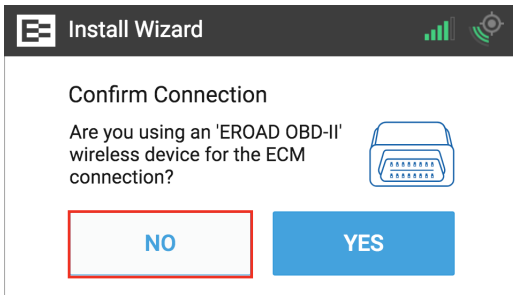 Install Wizard
Confirm Connection
Are you using an 'EROAD OBD-II'
wireless device for the ECM
connection?
NO
YES